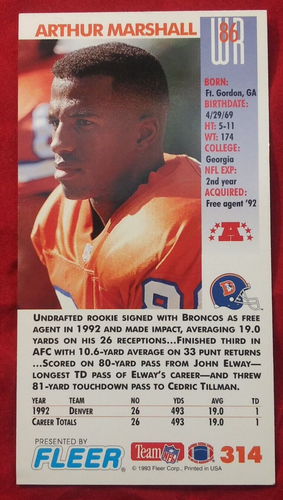 ARTHUR MARSHALL
86
WR
BORN:
Ft. Gordon, GA
BIRTHDATE:
4/29/69
HT: 5-11
WT: 174
COLLEGE:
Georgia
NFL EXP:
2nd year
ACQUIRED:
Free agent '92
A
D
8
UNDRAFTED ROOKIE SIGNED WITH BRONCOS AS FREE
AGENT IN 1992 AND MADE IMPACT, AVERAGING 19.0
YARDS ON HIS 26 RECEPTIONS...FINISHED THIRD IN
AFC WITH 10.6-YARD AVERAGE ON 33 PUNT RETURNS
...SCORED ON 80-YARD PASS FROM JOHN ELWAY—
LONGEST TD PASS OF ELWAY'S CAREER—AND THREW
81-YARD TOUCHDOWN PASS TO CEDRIC TILLMAN.
YEAR TEAM NO YDS AVG TD
1992 Denver 26 493 19.0 1
Career Totals 26 493 19.0 1
PRESENTED BY
FLEER® Team NFL 314
© 1993 Fleer Corp., Printed in USA